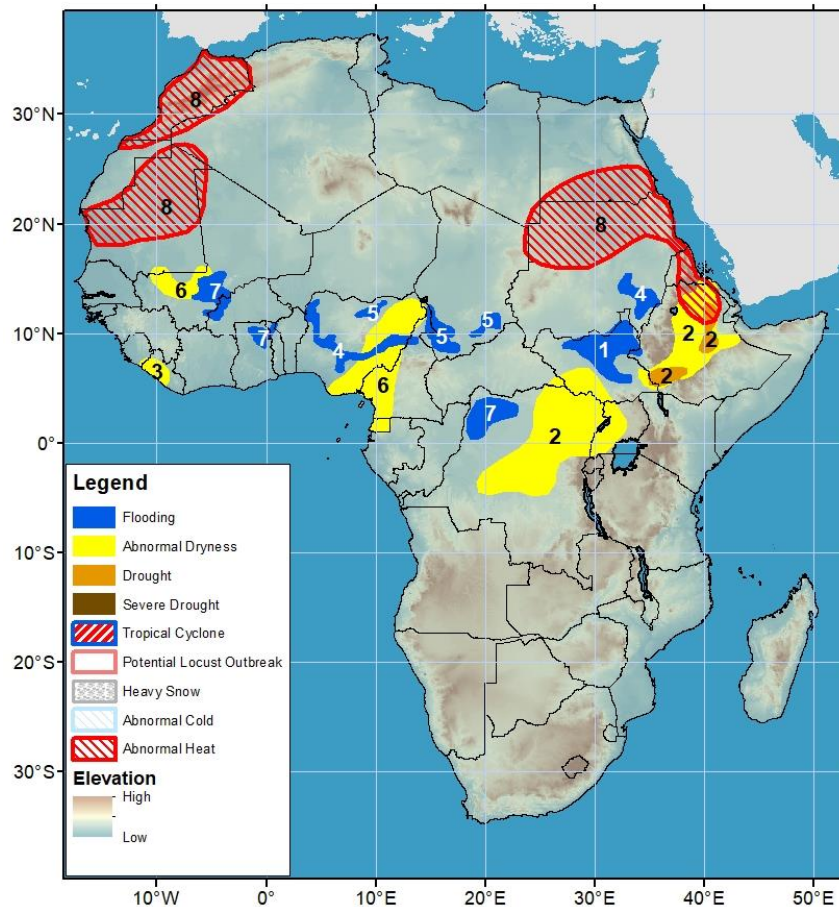 30°N
20°N
10°N
0°
10°S
20°S
30°S
8
8
8
6
7
7
5
4
5
5
4
1
2
2
2
3
6
7
2
Legend
Flooding
Abnormal Dryness
Drought
Severe Drought
Tropical Cyclone
Potential Locust Outbreak
Heavy Snow
Abnormal Cold
Abnormal Heat
Elevation
High
Low
10°W
0°
10°E
20°E
30°E
40°E
50°E